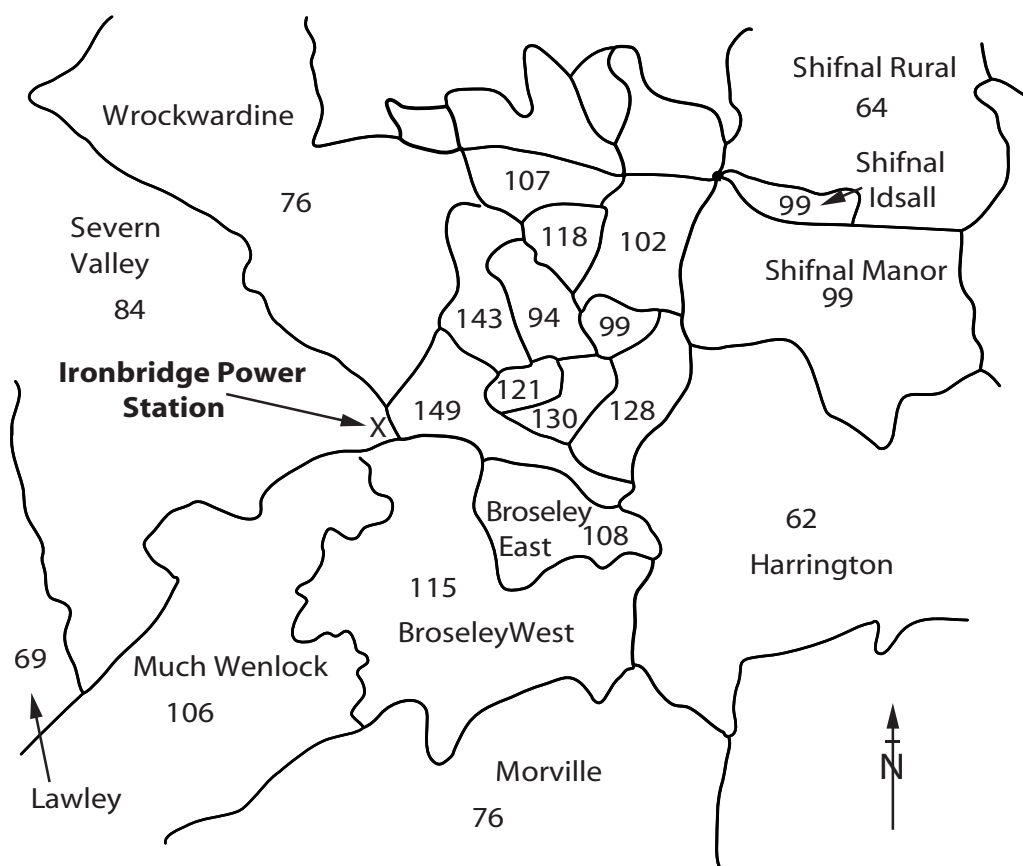 Shifnal Rural
64
Wrockwardine
76
107
Shifnal
Idsall
99
118
102
Severn
Valley
84
Shifnal Manor
99
143
94
99
Ironbridge Power
Station
X
149
121
130
128
Broseley
East
108
62
Harrington
115
BroseleyWest
69
Much Wenlock
106
Lawley
Morville
76
N